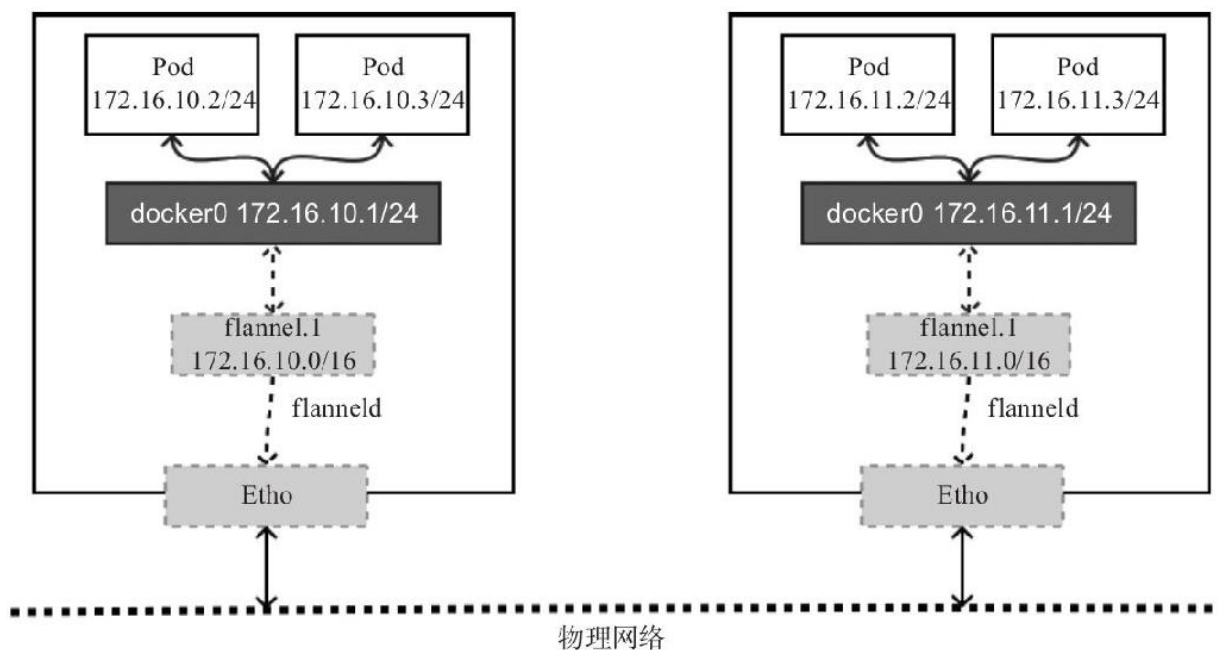 Pod
172.16.10.2/24
Pod
172.16.10.3/24
docker0 172.16.10.1/24
flannel.1
172.16.10.0/16
flanneld
Etho
Pod
172.16.11.2/24
Pod
172.16.11.3/24
docker0 172.16.11.1/24
flannel.1
172.16.11.0/16
flanneld
Etho
物理网络